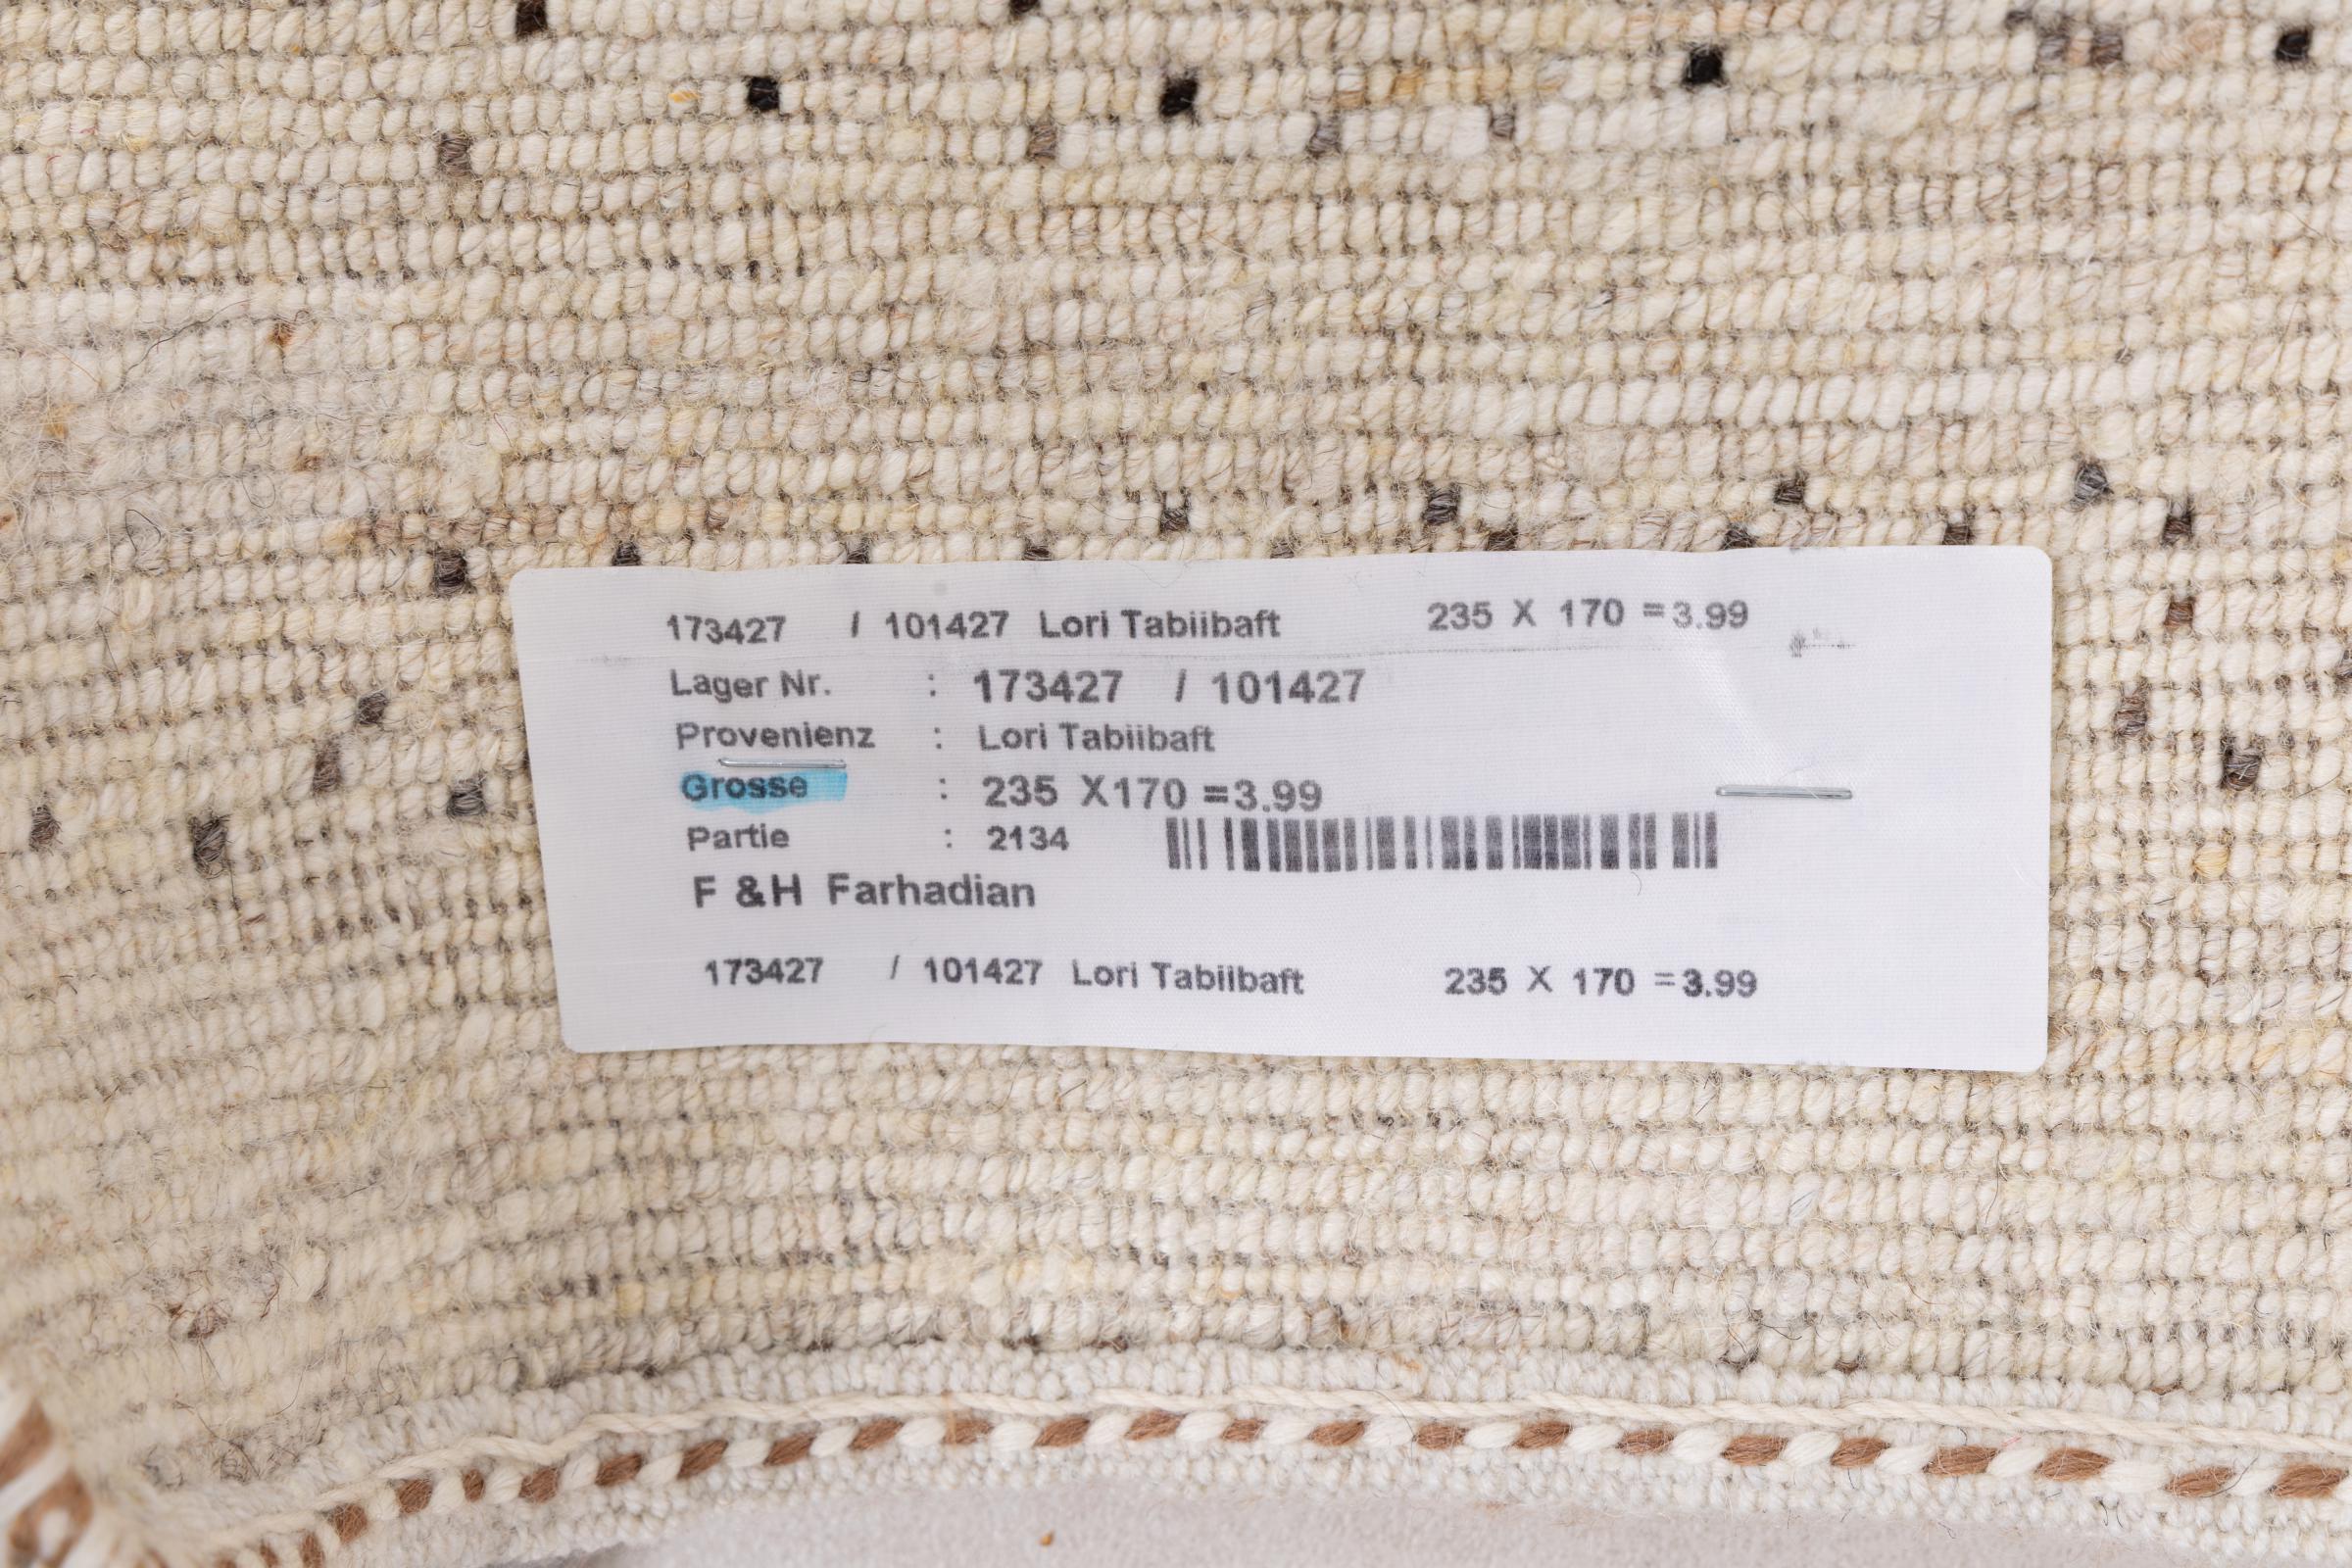 173427 / 101427 Lori Tabiibaft 235 X 170 =3.99
Lager Nr. : 173427 / 101427
Provenienz : Lori Tabiibaft
Grosse : 235 X170 =3.99
Partie : 2134
F &H Farhadian
173427 / 101427 Lori Tabiibaft 235 X 170 =3.99